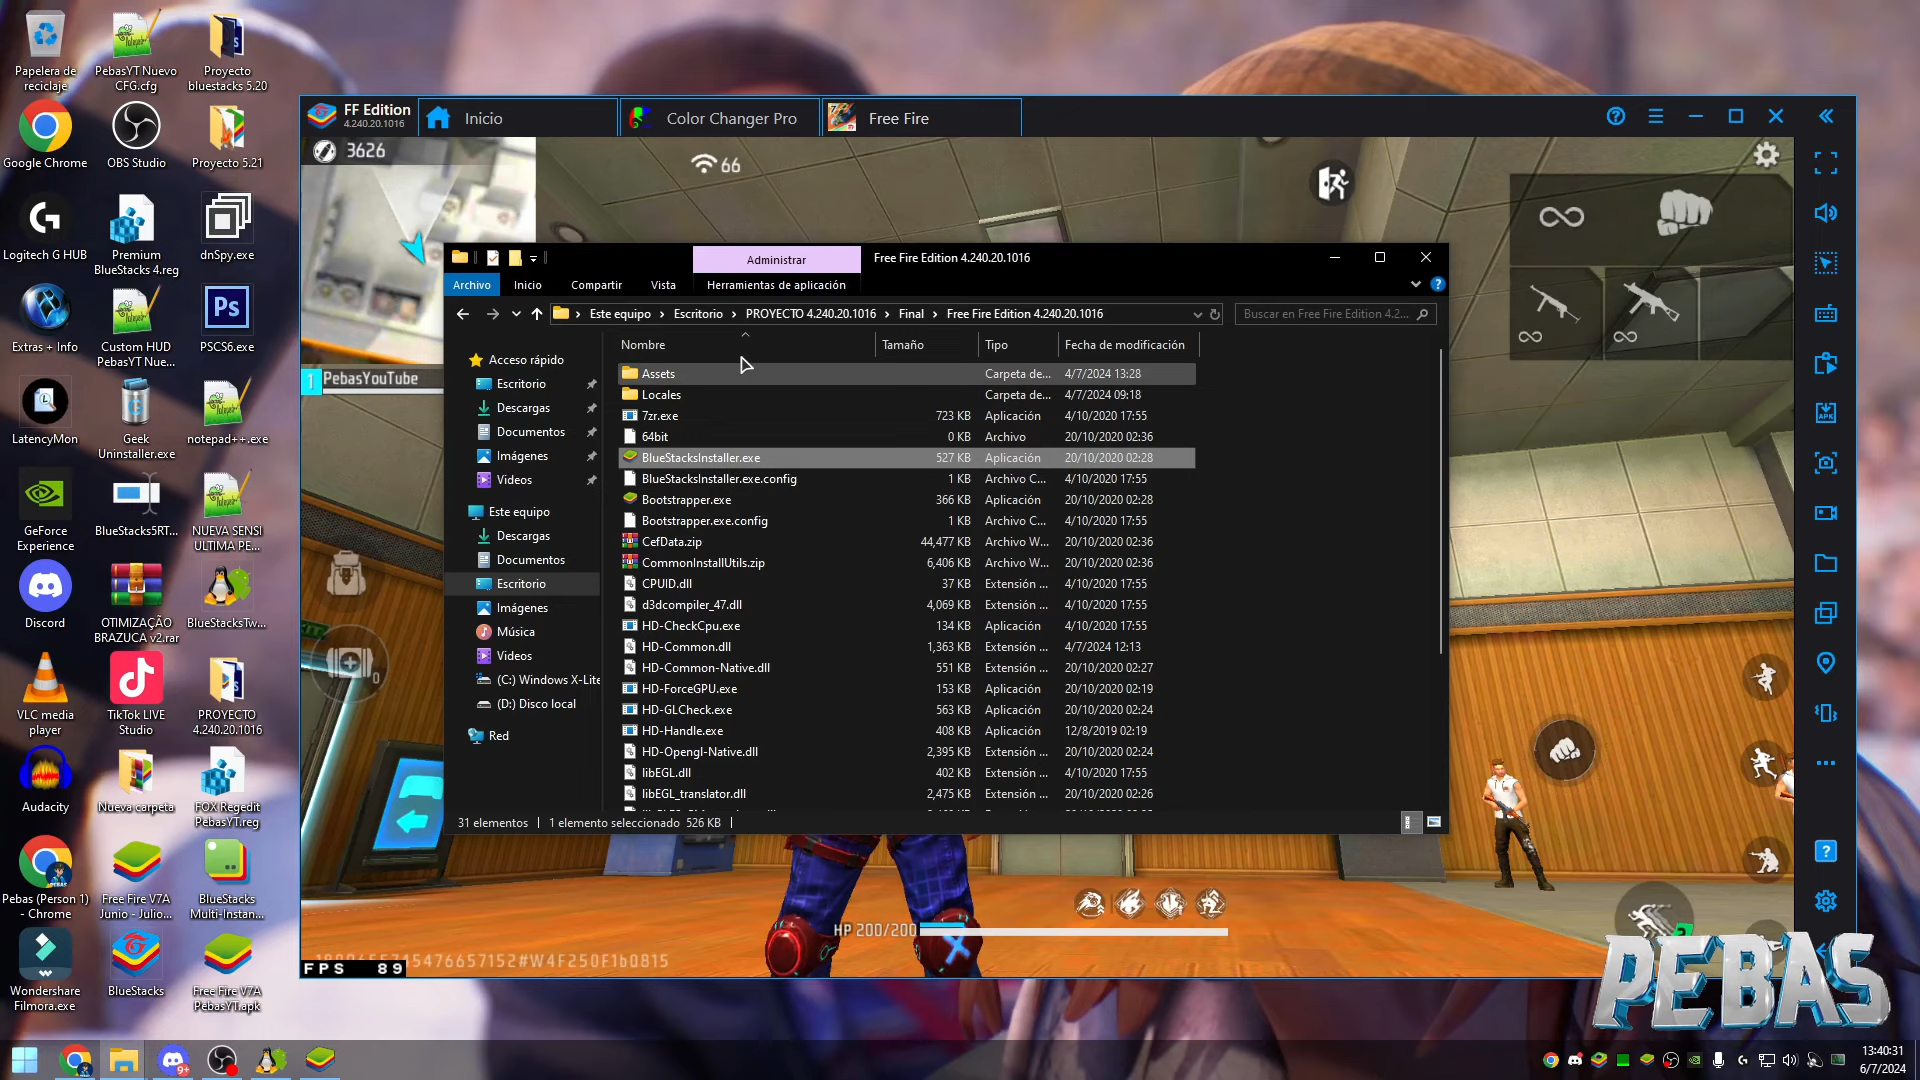 Papelera de
reciclaje
PebasYT Nuevo
CFG.cfg
Proyecto
bluestacks 5.20
Google Chrome
OBS Studio
Proyecto 5.21
Logitech G HUB
Premium
BlueStacks 4.reg
dnSpy.exe
Extras + Info
Custom HUD
PebasYT Nue...
PSCS6.exe
LatencyMon
Geek
Uninstaller.exe
notepad++.exe
GeForce
Experience
BlueStacks5RT...
NUEVA SENSI
ULTIMA PE...
Discord
OTIMIZAÇÃO
BRAZUCA v2.rar
BlueStacksTw...
VLC media
player
TikTok LIVE
Studio
PROYECTO
4.240.20.1016
Audacity
Nueva carpeta
FOX Regedit
PebasYT.reg
Pebas (Person 1)
- Chrome
Free Fire V7A
Junio - Julio...
BlueStacks
Multi-Instan...
Wondershare
Filmora.exe
BlueStacks
Free Fire V7A
PebasYT.apk
FF Edition
4.240.20.1016
Inicio
Color Changer Pro
Free Fire
3626
66
1 PebasYouTube
Administrar
Free Fire Edition 4.240.20.1016
Archivo
Inicio
Compartir
Vista
Herramientas de aplicación
Este equipo
Escritorio
PROYECTO 4.240.20.1016
Final
Free Fire Edition 4.240.20.1016
Buscar en Free Fire Edition 4.2...
Acceso rápido
Escritorio
Descargas
Documentos
Imágenes
Videos
Este equipo
Descargas
Documentos
Escritorio
Imágenes
Música
Videos
(C:) Windows X-Lite
(D:) Disco local
Red
Nombre Tamaño Tipo Fecha de modificación
Assets Carpeta de... 4/7/2024 13:28
Locales Carpeta de... 4/7/2024 09:18
7zr.exe 723 KB Aplicación 4/10/2020 17:55
64bit 0 KB Archivo 20/10/2020 02:36
BlueStacksInstaller.exe 527 KB Aplicación 20/10/2020 02:28
BlueStacksInstaller.exe.config 1 KB Archivo C... 4/10/2020 17:55
Bootstrapper.exe 366 KB Aplicación 20/10/2020 02:28
Bootstrapper.exe.config 1 KB Archivo C... 4/10/2020 17:55
CefData.zip 44,477 KB Archivo W... 20/10/2020 02:36
CommonInstallUtils.zip 6,406 KB Archivo W... 20/10/2020 02:36
CPUID.dll 37 KB Extensión ... 4/10/2020 17:55
d3dcompiler_47.dll 4,069 KB Extensión ... 4/10/2020 17:55
HD-CheckCpu.exe 134 KB Aplicación 4/10/2020 17:55
HD-Common.dll 1,363 KB Extensión ... 4/7/2024 12:13
HD-Common-Native.dll 551 KB Extensión ... 20/10/2020 02:27
HD-ForceGPU.exe 153 KB Aplicación 20/10/2020 02:19
HD-GLCheck.exe 563 KB Aplicación 20/10/2020 02:24
HD-Handle.exe 408 KB Aplicación 12/8/2019 02:19
HD-Opengl-Native.dll 2,395 KB Extensión ... 20/10/2020 02:24
libEGL.dll 402 KB Extensión ... 4/10/2020 17:55
libEGL_translator.dll 2,475 KB Extensión ... 20/10/2020 02:26
31 elementos
1 elemento seleccionado 526 KB
HP 200/200
FPS 89
PEBAS
APK
9+
13:40:31
6/7/2024